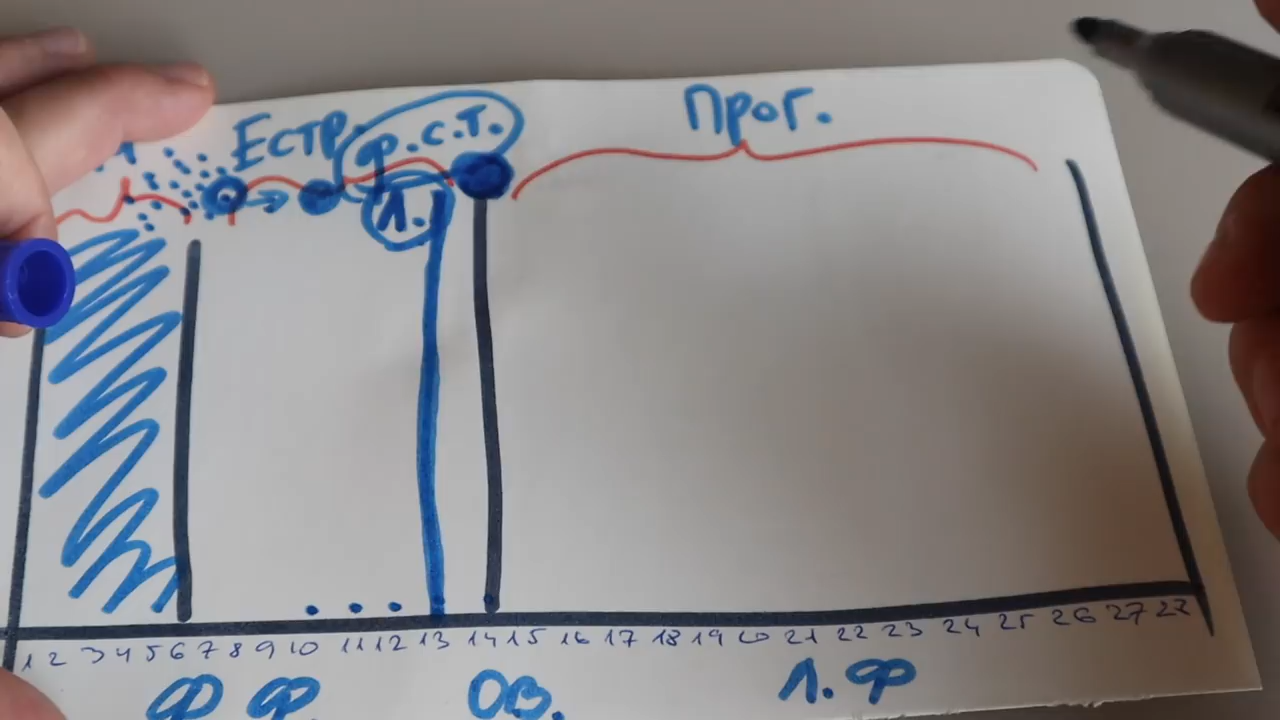 Естр. ф.с.т. Прог.
Л.
1 2 3 4 5 6 7 8 9 10 11 12 13 14 15 16 17 18 19 20 21 22 23 24 25 26 27 28
ФФ. ОВ. Л.Ф